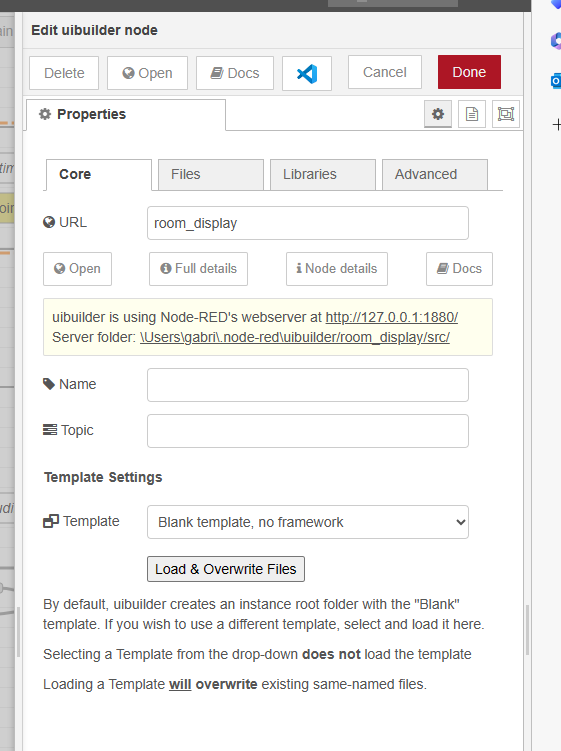 Edit uibuilder node
Delete
Open
Docs
Cancel
Done
Properties
Core
Files
Libraries
Advanced
URL
room_display
Open
Full details
Node details
Docs
uibuilder is using Node-RED's webserver at http://127.0.0.1:1880/
Server folder: \Users\gabri\.node-red\uibuilder/room_display/src/
Name
Topic
Template Settings
Template
Blank template, no framework
Load & Overwrite Files
By default, uibuilder creates an instance root folder with the "Blank"
template. If you wish to use a different template, select and load it here.
Selecting a Template from the drop-down does not load the template
Loading a Template will overwrite existing same-named files.